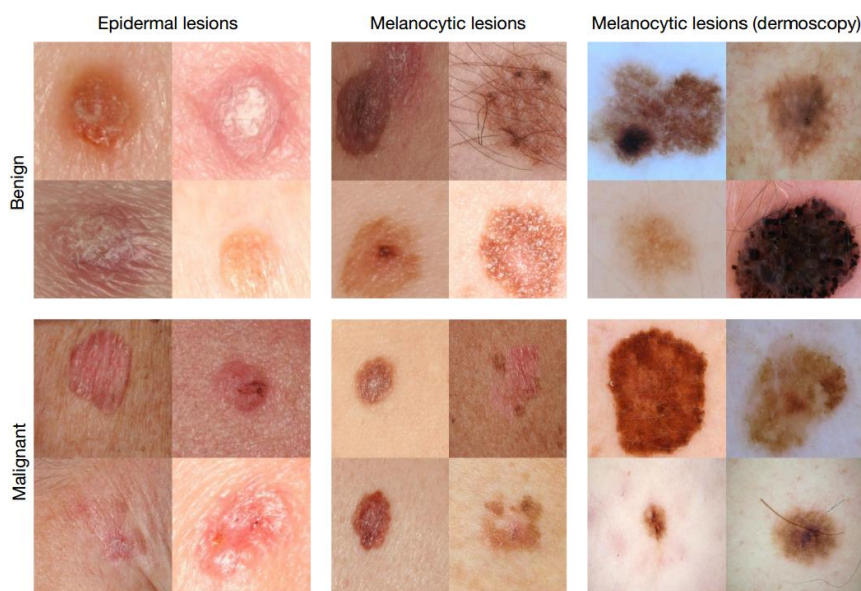 Epidermal lesions
Melanocytic lesions
Melanocytic lesions (dermoscopy)
Benign
Malignant